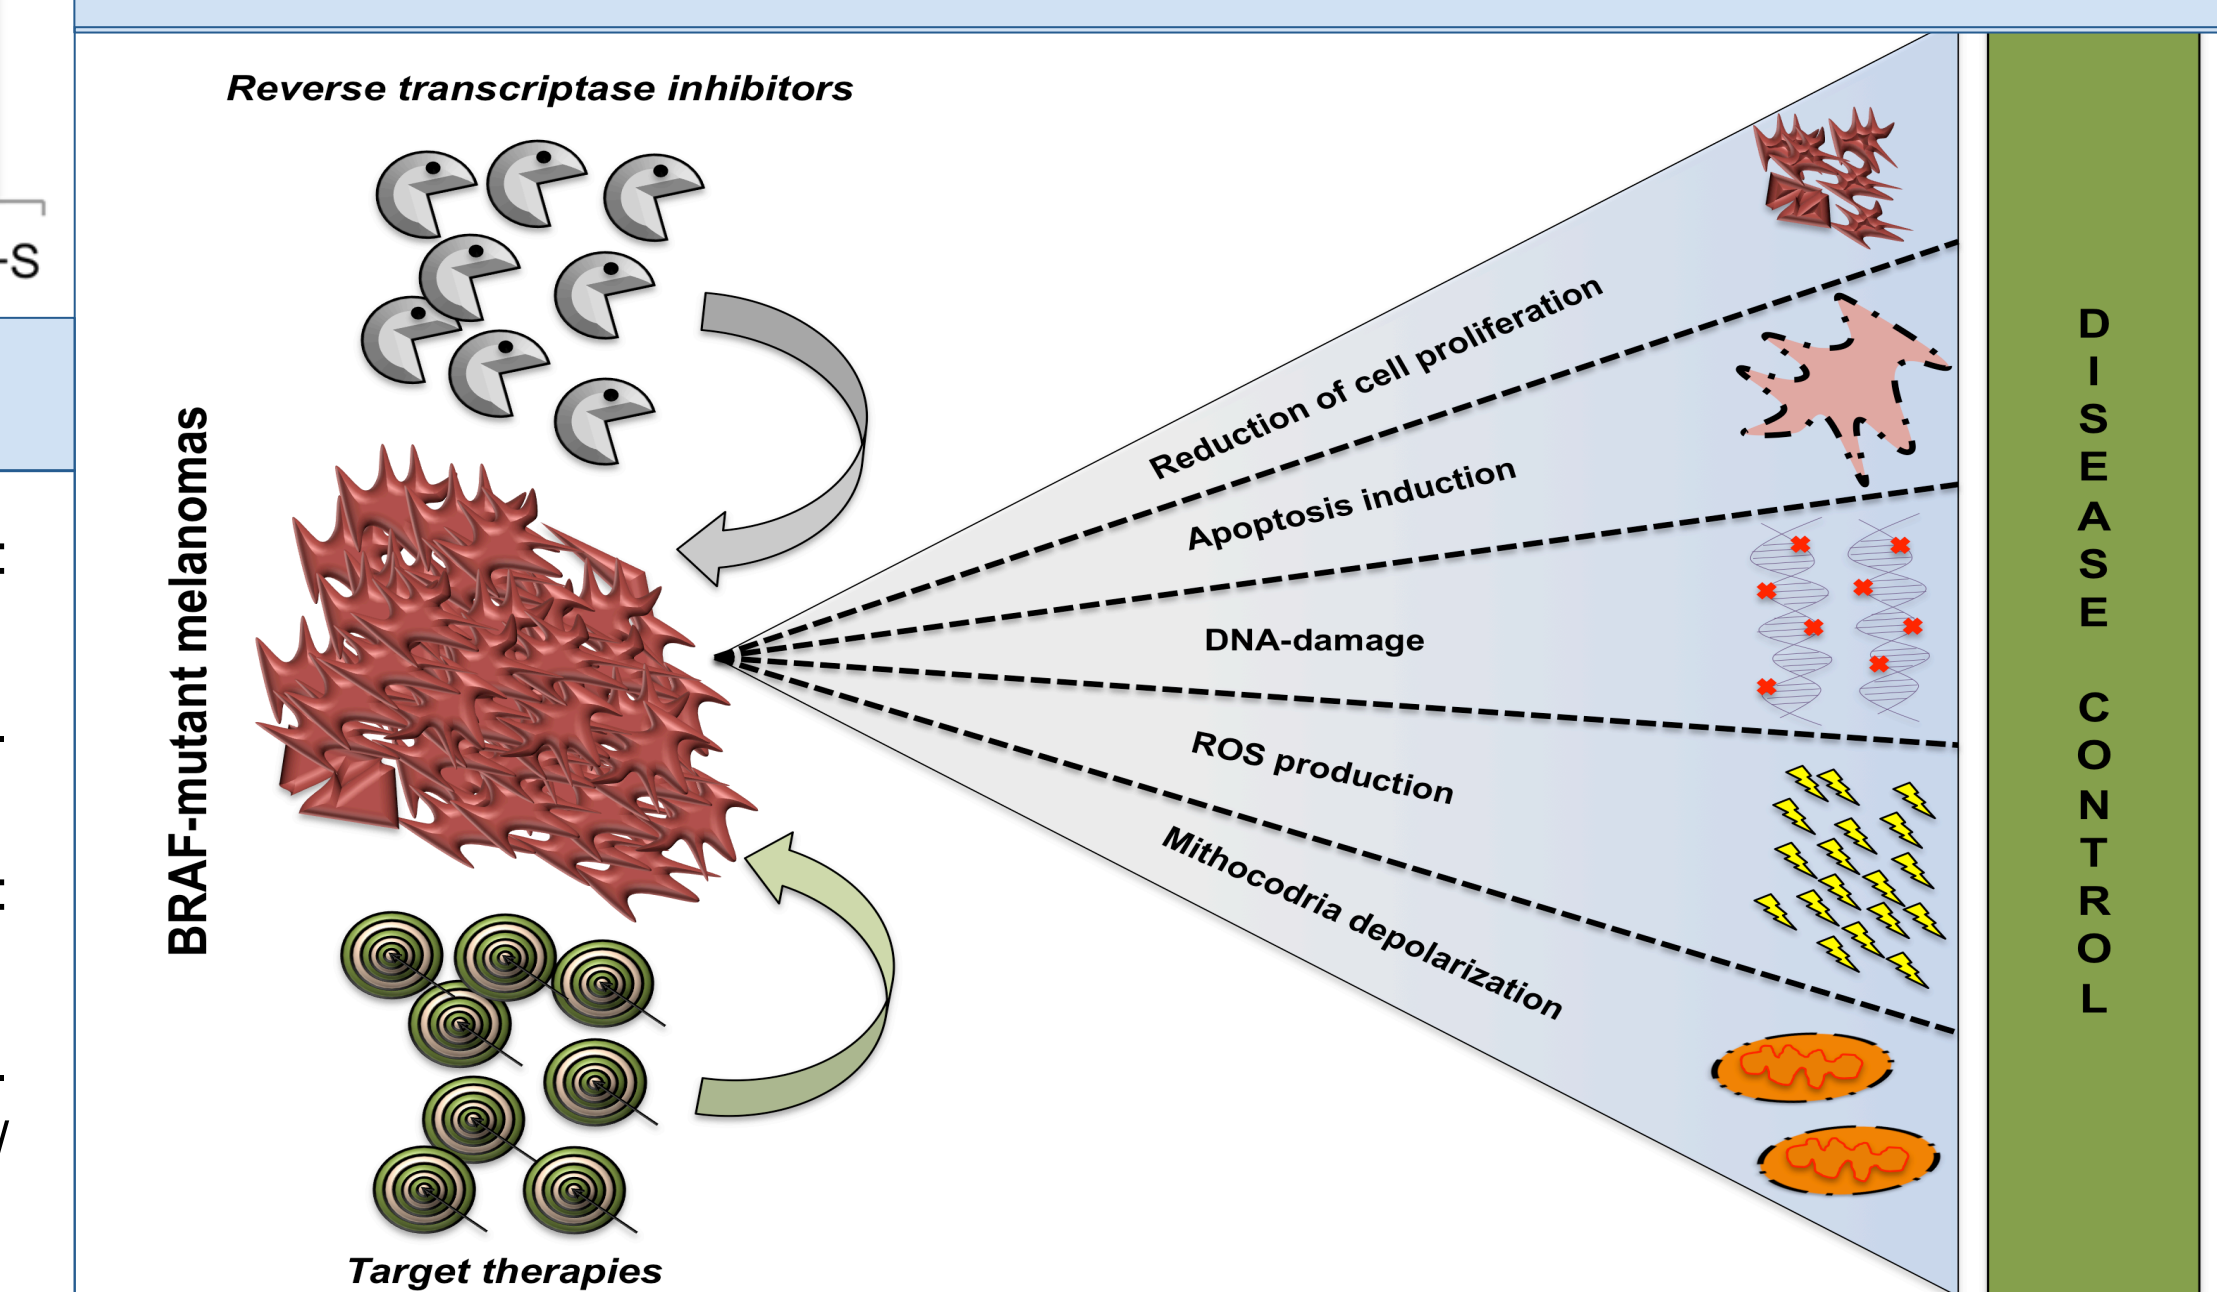 -S
Reverse transcriptase inhibitors
BRAF-mutant melanomas
Target therapies
Reduction of cell proliferation
Apoptosis induction
DNA-damage
ROS production
Mithocodria depolarization
DISEASE CONTROL